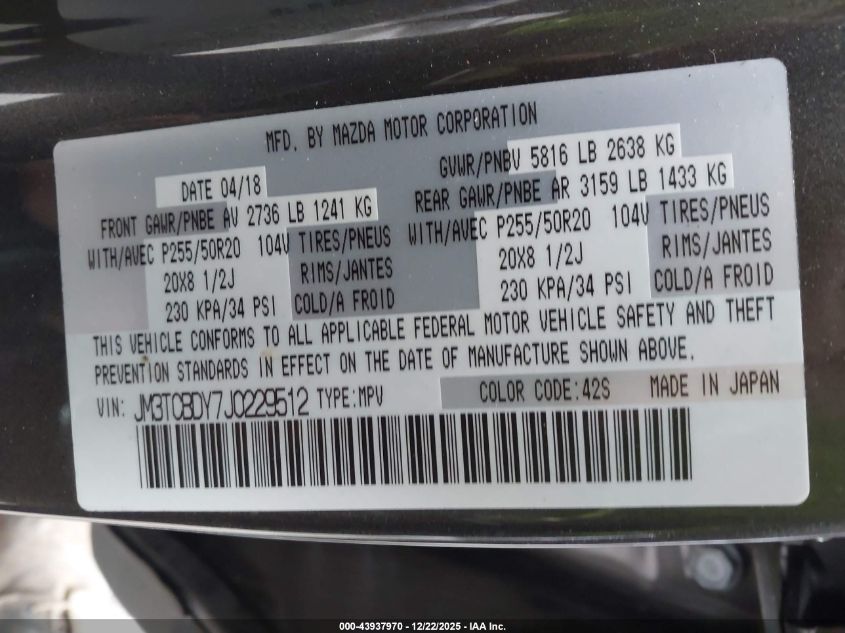 MFD. BY MAZDA MOTOR CORPORATION
DATE 04/18 GVWR/PNBV 5816 LB 2638 KG
FRONT GAWR/PNBE AV 2736 LB 1241 KG REAR GAWR/PNBE AR 3159 LB 1433 KG
WITH/AVEC P255/50R20 104V TIRES/PNEUS WITH/AVEC P255/50R20 104V TIRES/PNEUS
20X8 1/2J RIMS/JANTES 20X8 1/2J RIMS/JANTES
230 KPA/34 PSI COLD/A FROID 230 KPA/34 PSI COLD/A FROID
THIS VEHICLE CONFORMS TO ALL APPLICABLE FEDERAL MOTOR VEHICLE SAFETY AND THEFT
PREVENTION STANDARDS IN EFFECT ON THE DATE OF MANUFACTURE SHOWN ABOVE.
VIN: JM3TCBDY7J0229512 TYPE:MPV COLOR CODE:42S MADE IN JAPAN
000-43937970 – 12/22/2025 – IAA Inc.